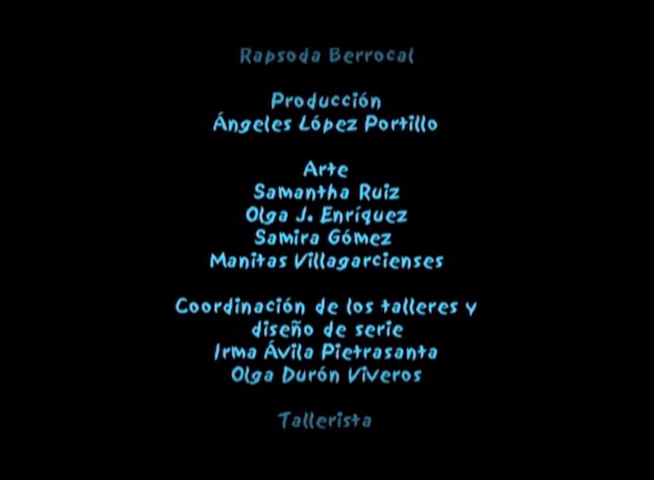 Rapsoda Berrocal
Producción
Ángeles López Portillo
Arte
Samantha Ruiz
Olga J. Enríquez
Samira Gómez
Manitas Villagarcienses
Coordinación de los talleres y
diseño de serie
Irma Ávila Pietrasanta
Olga Durón Viveros
Tallerista